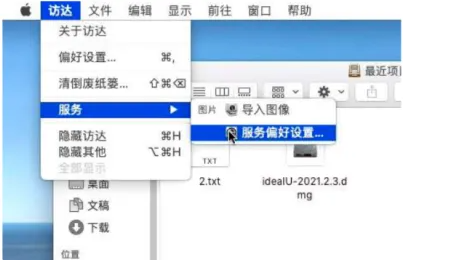 访达 文件 编辑 显示 前往 窗口 帮助
关于访达
偏好设置... ⌘,
清倒废纸篓... ⇧⌘⌫
服务 ▶
隐藏访达 ⌘H
隐藏其他 ⌥⌘H
全部显示
最近项
图片 导入图像
服务偏好设置...
TXT
2.txt
ideaIU-2021.2.3.d
mg
桌面
文稿
下载
位置